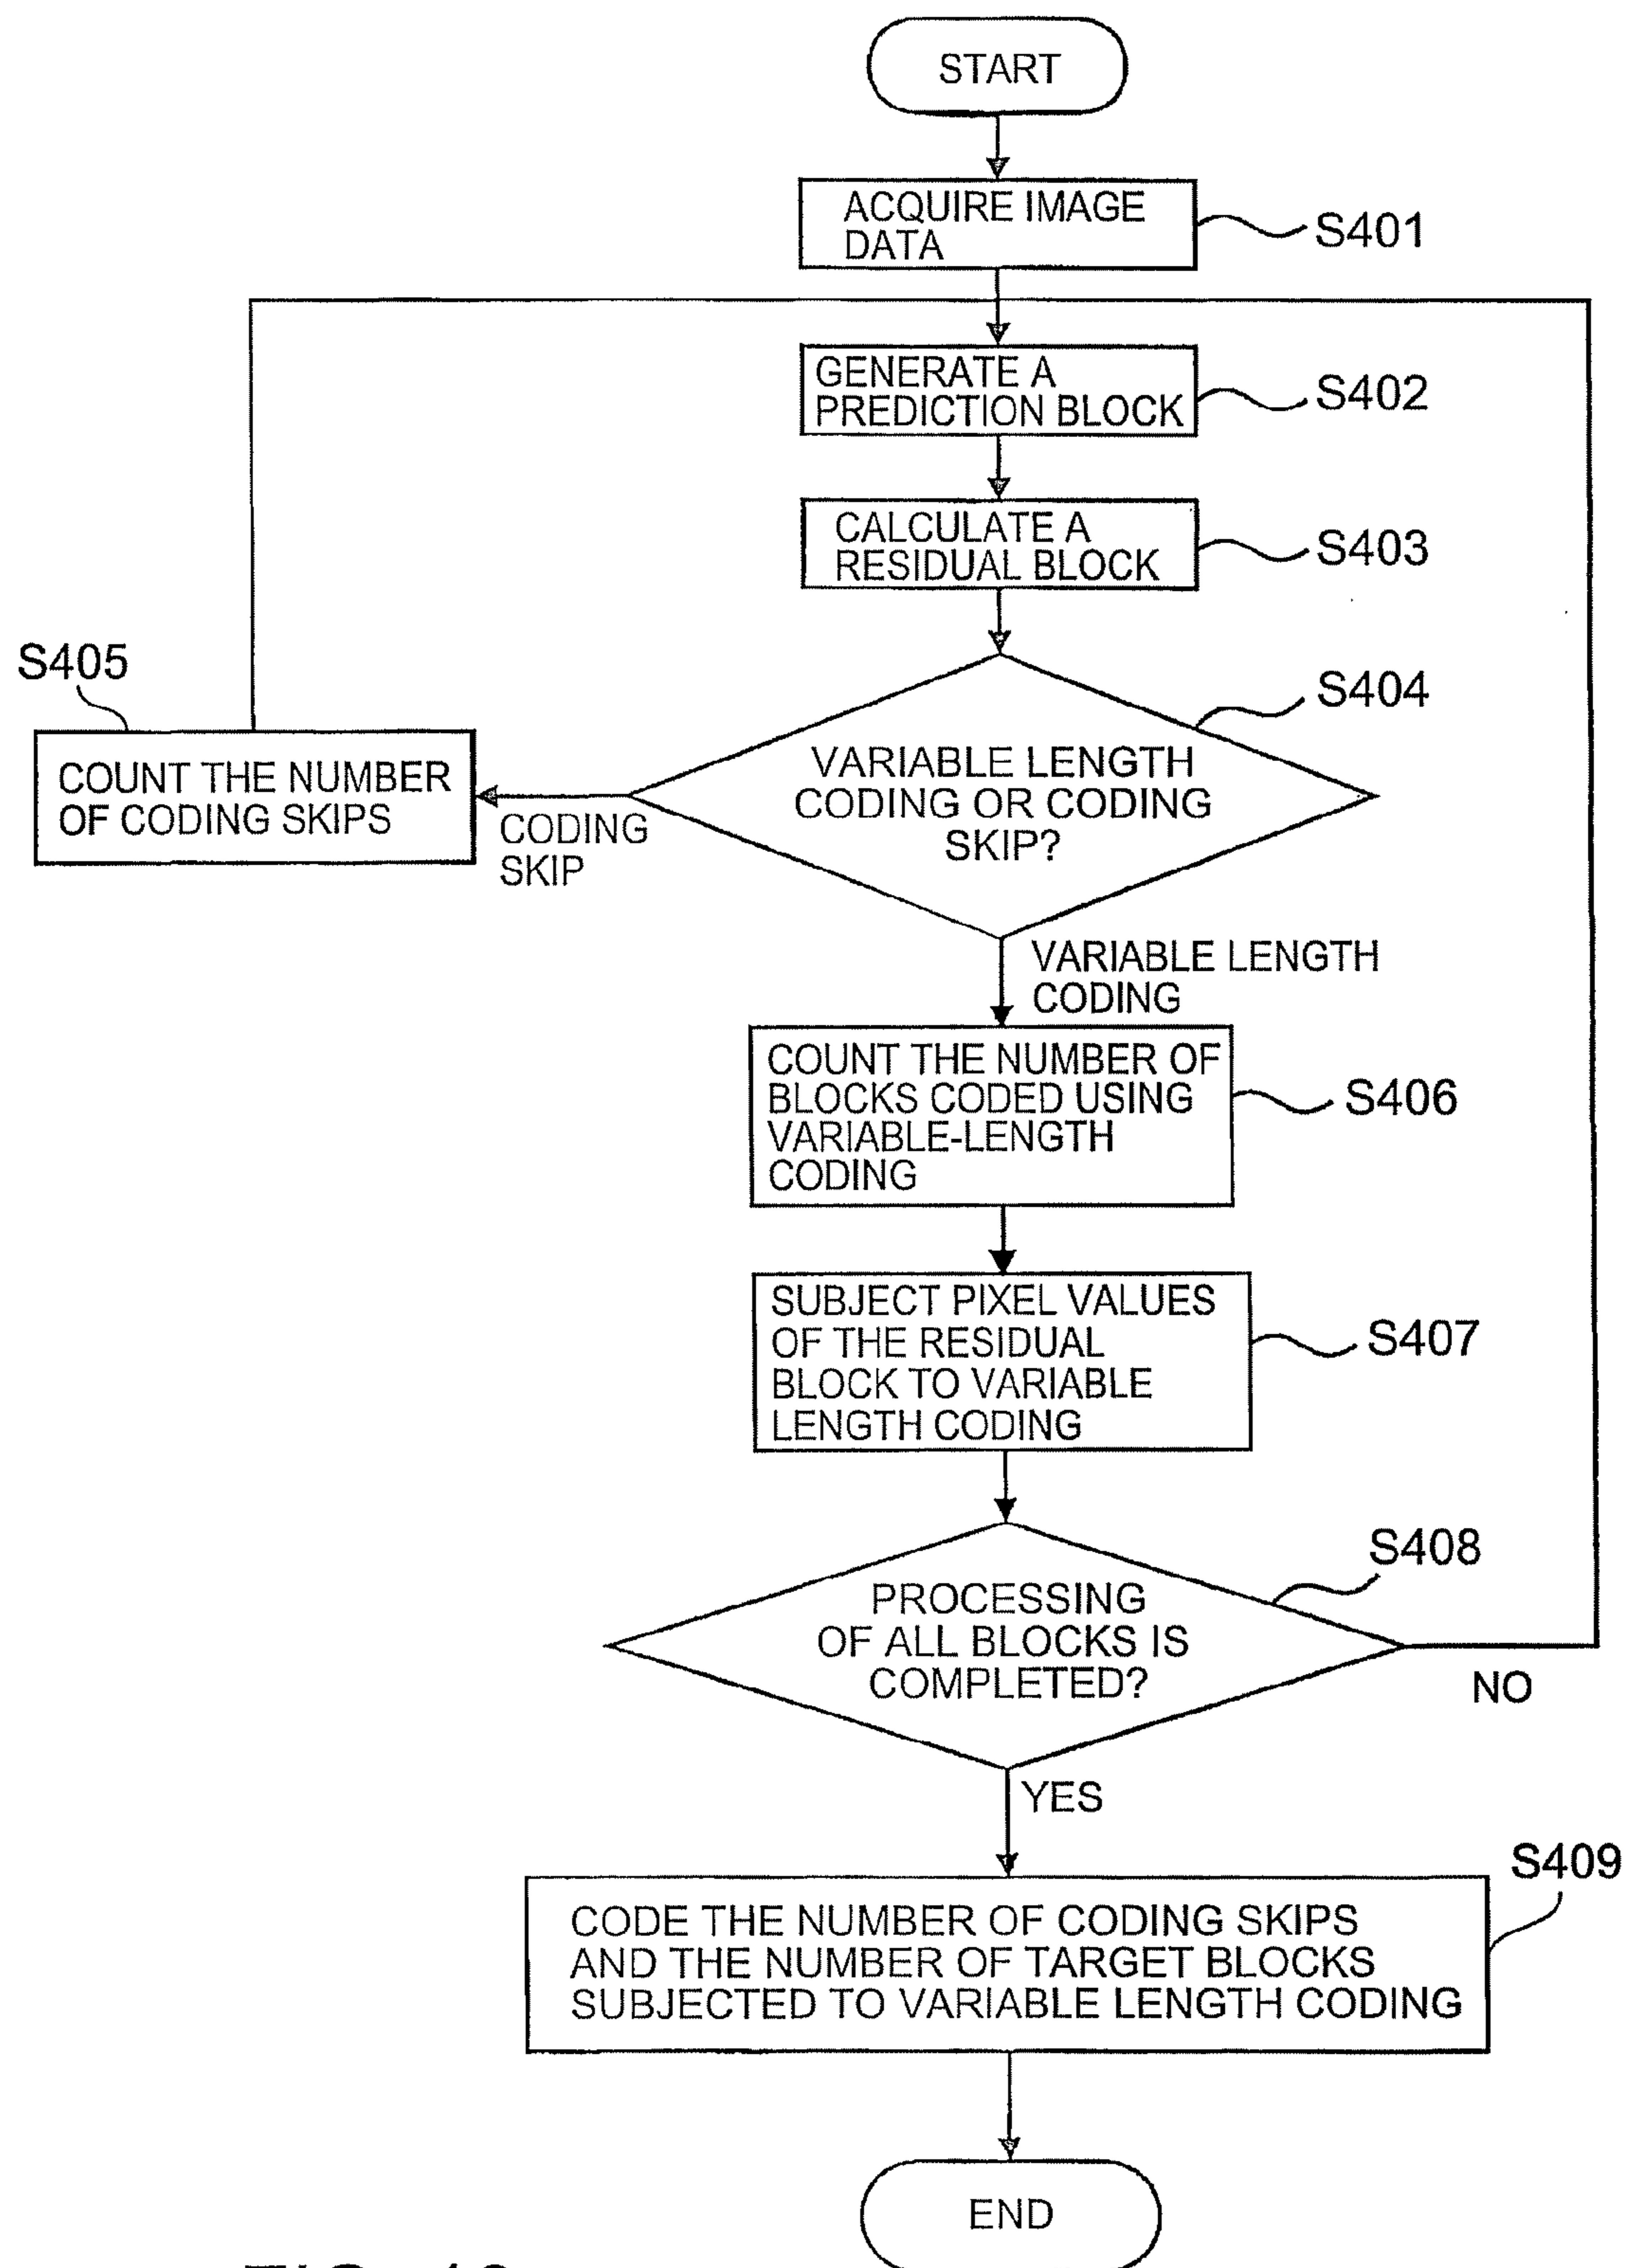 START
ACQUIRE IMAGE
DATA
S401
GENERATE A
PREDICTION BLOCK
S402
CALCULATE A
RESIDUAL BLOCK
S403
S405
S404
COUNT THE NUMBER
OF CODING SKIPS
CODING
SKIP
VARIABLE LENGTH
CODING OR CODING
SKIP?
VARIABLE LENGTH
CODING
COUNT THE NUMBER OF
BLOCKS CODED USING
VARIABLE-LENGTH
CODING
S406
SUBJECT PIXEL VALUES
OF THE RESIDUAL
BLOCK TO VARIABLE
LENGTH CODING
S407
S408
PROCESSING
OF ALL BLOCKS IS
COMPLETED?
NO
YES
S409
CODE THE NUMBER OF CODING SKIPS
AND THE NUMBER OF TARGET BLOCKS
SUBJECTED TO VARIABLE LENGTH CODING
END